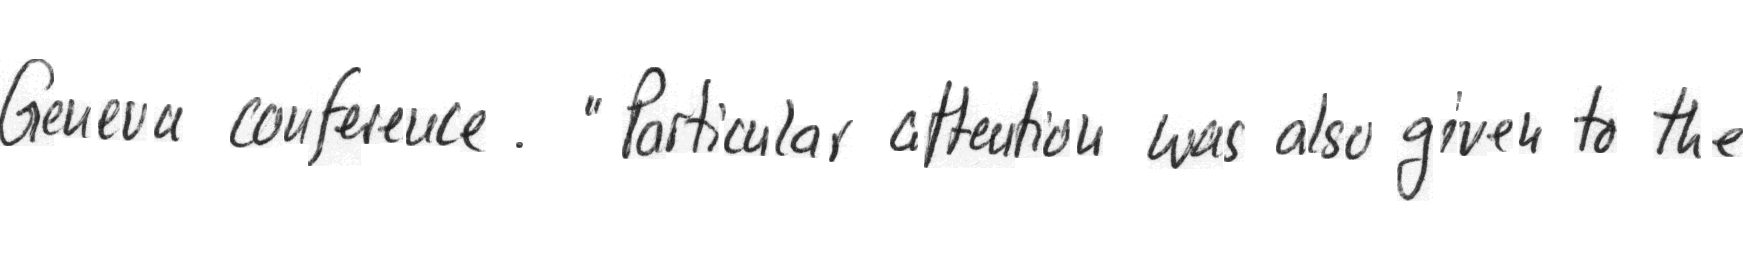 Geneva conference. "Particular attention was also given to the